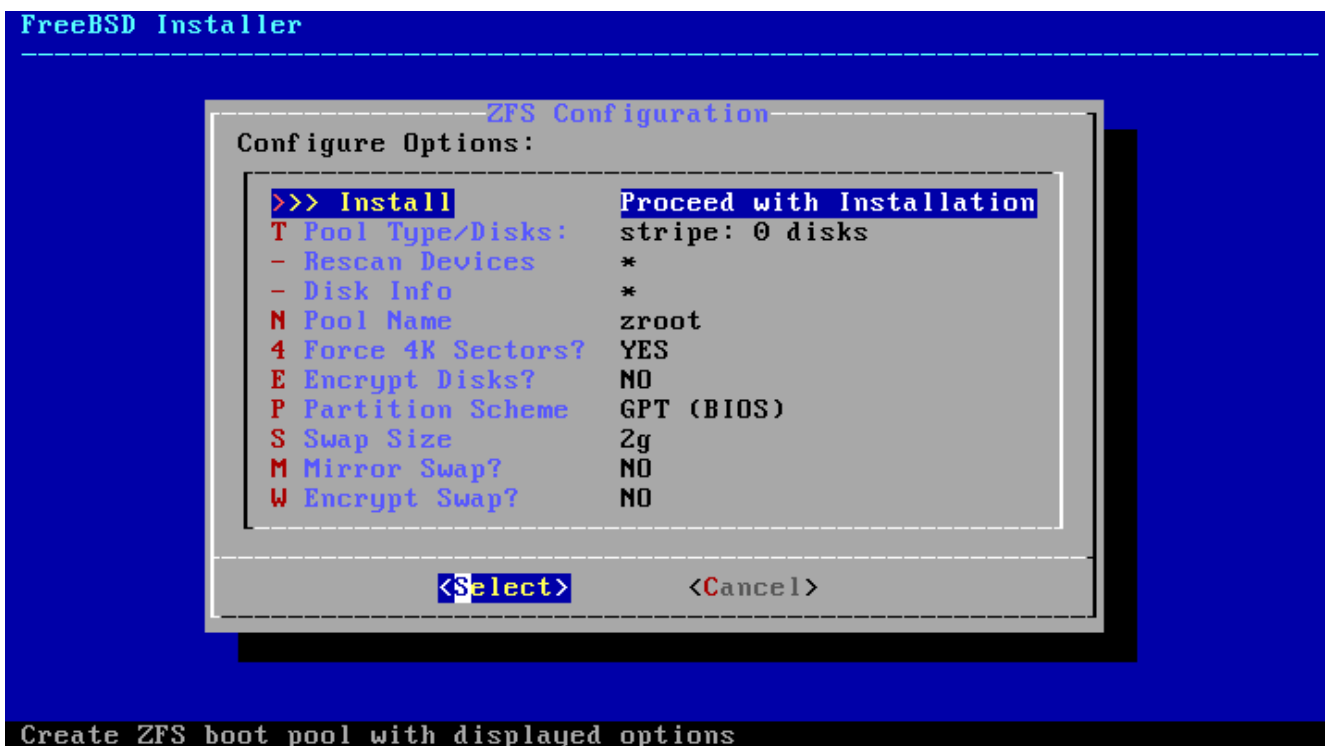 FreeBSD Installer
ZFS Configuration
Configure Options:
>>> Install Proceed with Installation
T Pool Type/Disks: stripe: 0 disks
- Rescan Devices *
- Disk Info *
N Pool Name zroot
4 Force 4K Sectors? YES
E Encrypt Disks? NO
P Partition Scheme GPT (BIOS)
S Swap Size 2g
M Mirror Swap? NO
W Encrypt Swap? NO
<Select> <Cancel>
Create ZFS boot pool with displayed options